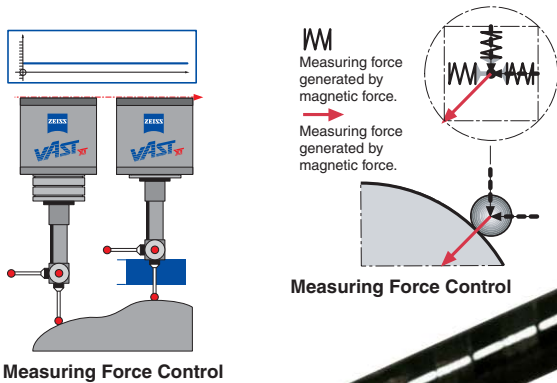 ZEISS
VAST XT
ZEISS
VAST XT
Measuring Force Control
Measuring force
generated by
magnetic force.
Measuring force
generated by
magnetic force.
Measuring Force Control